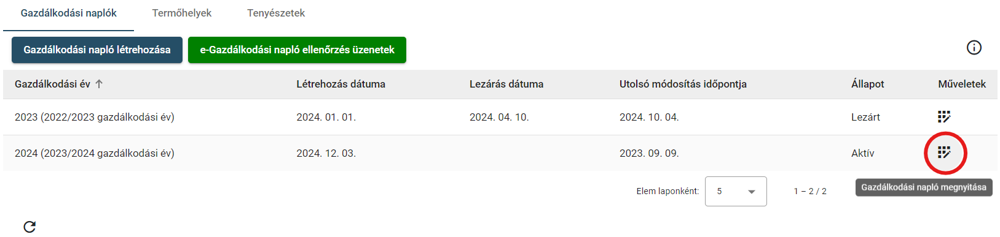 Gazdálkodási naplók Termőhelyek Tenyészetek
Gazdálkodási napló létrehozása e-Gazdálkodási napló ellenőrzés üzenetek
Gazdálkodási év Létrehozás dátuma Lezárás dátuma Utolsó módosítás időpontja Állapot Műveletek
2023 (2022/2023 gazdálkodási év) 2024. 01. 01. 2024. 04. 10. 2024. 10. 04. Lezárt
2024 (2023/2024 gazdálkodási év) 2024. 12. 03. 2023. 09. 09. Aktív
Elem laponként: 5 1 – 2 / 2 Gazdálkodási napló megnyitása